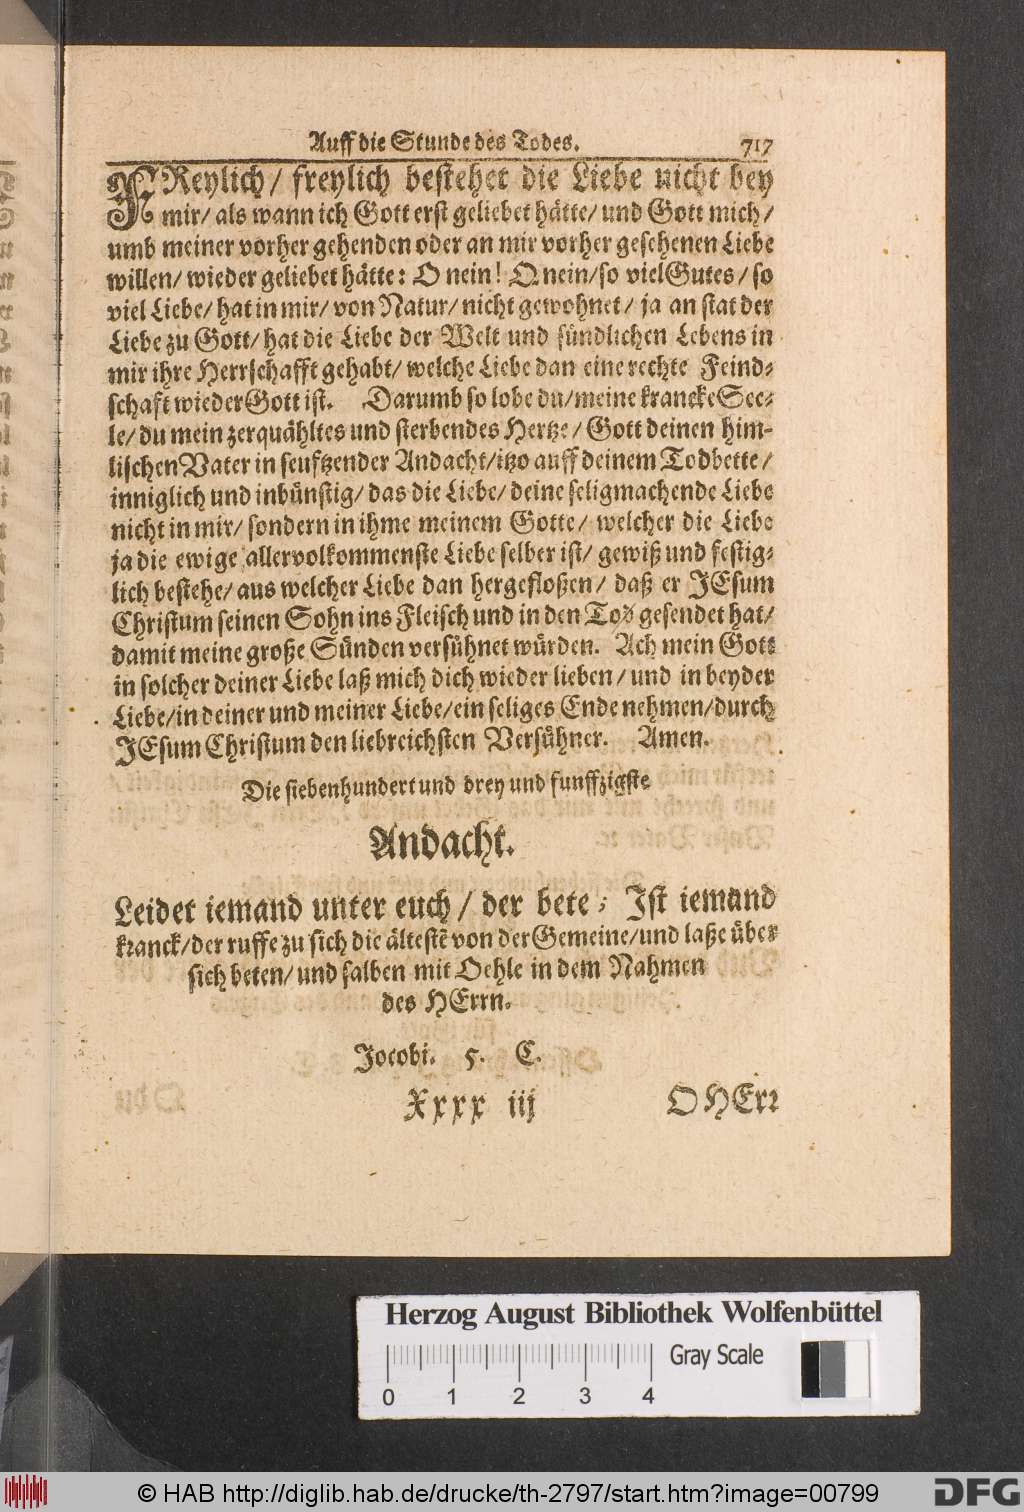 Auff die Stunde des Todes. 717
FReylich/ freylich bestehet die Liebe nicht bey
mir/ als wann ich Gott erst geliebet hätte/ und Gott mich/
umb meiner vorher gehenden oder an mir vorher gesehenen Liebe
willen/ wieder geliebet hätte: O nein! O nein/so viel Gutes/ so
viel Liebe/ hat in mir/ von Natur/ nicht gewohnet/ ja an stat der
Liebe zu Gott/ hat die Liebe der Welt und sündlichen Lebens in
mir ihre Herrschafft gehabt/ welche Liebe dan eine rechte Feind-
schaft wieder Gott ist. Darumb so lobe du/meine krancke See-
le/ du mein zerquähltes und sterbendes Hertze/ Gott deinen him-
lischen Vater in seuftzender Andacht/itzo auff deinem Todbette/
inniglich und inbünstig/ das die Liebe/ deine seligmachende Liebe
nicht in mir/ sondern in ihme meinem Gotte/ welcher die Liebe
ja die ewige allervolkommenste Liebe selber ist/ gewiß und festig-
lich bestehe/ aus welcher Liebe dan hergefloßen/ daß er JEsum
Christum seinen Sohn ins Fleisch und in den Tod gesendet hat/
damit meine große Sünden versühnet würden. Ach mein Gott
in solcher deiner Liebe laß mich dich wieder lieben/ und in beyder
Liebe/in deiner und meiner Liebe/ein seliges Ende nehmen/durch
JEsum Christum den liebreichsten Versühner. Amen.
Die siebenhundert und drey und funffzigste
Andacht.
Leidet iemand unter euch/ der bete; Ist iemand
kranck/der ruffe zu sich die ältestẽ von der Gemeine/und laße über
sich beten/ und salben mit Oehle in dem Nahmen
des HErrn.
Jocobi. 5. C.
Xxxx iij O HErr
Herzog August Bibliothek Wolfenbüttel
Gray Scale
0 1 2 3 4
© HAB http://diglib.hab.de/drucke/th-2797/start.htm?image=00799
DFG